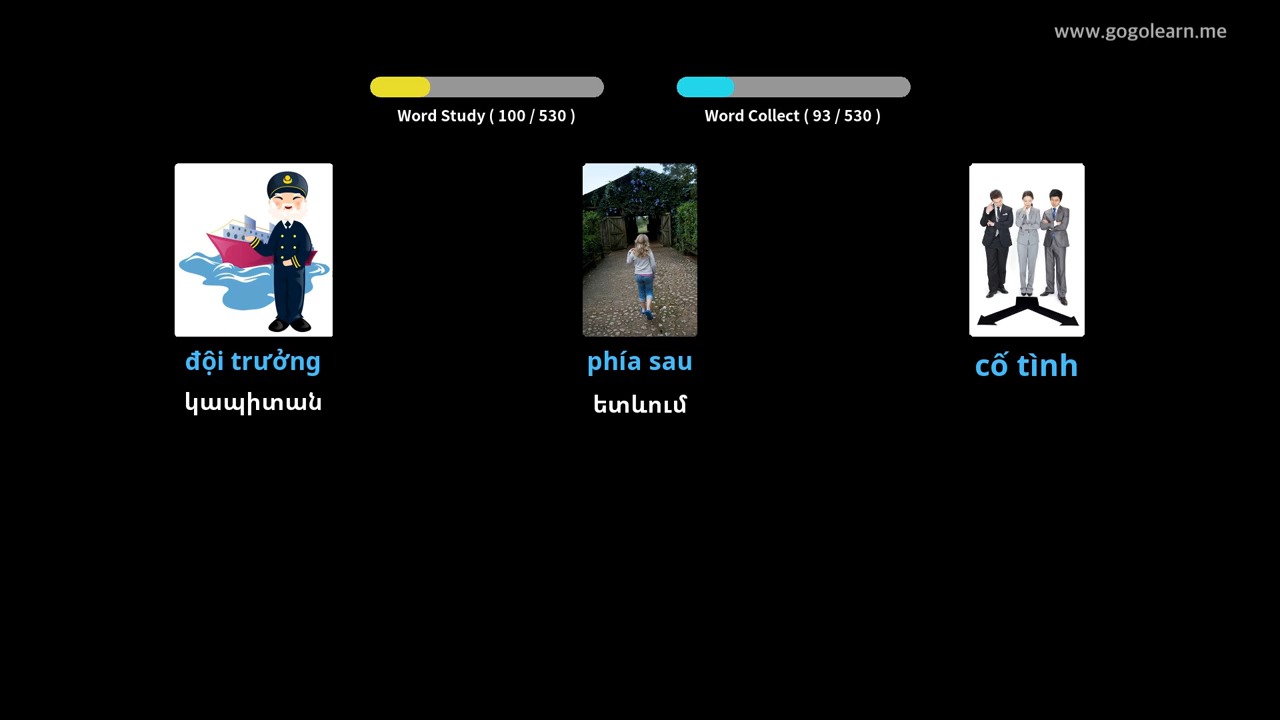 www.gogolearn.me
Word Study ( 100 / 530 )
Word Collect ( 93 / 530 )
đội trưởng
կապիտան
phía sau
ետևում
cố tình